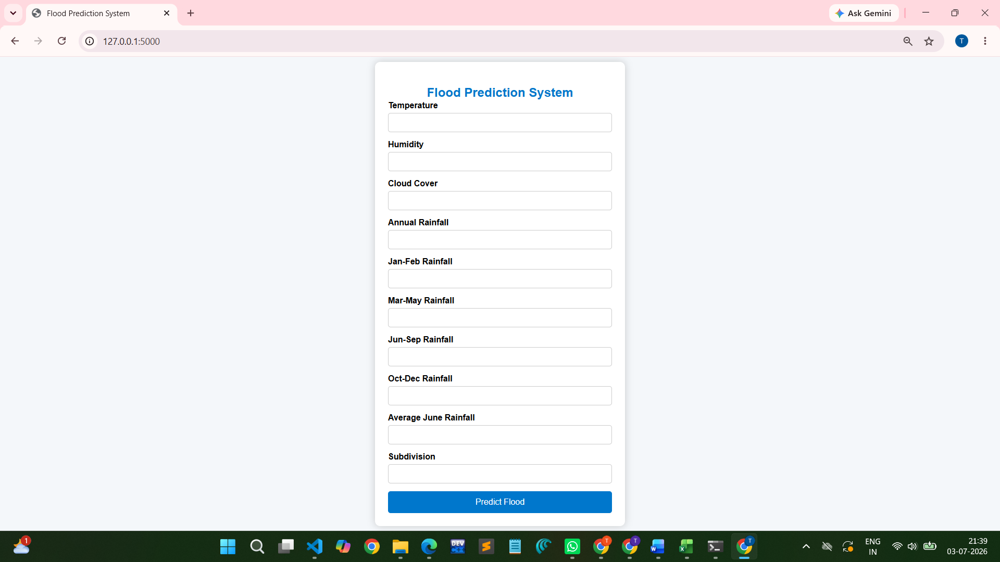 Flood Prediction System
Ask Gemini
127.0.0.1:5000
T
Flood Prediction System
Temperature
Humidity
Cloud Cover
Annual Rainfall
Jan-Feb Rainfall
Mar-May Rainfall
Jun-Sep Rainfall
Oct-Dec Rainfall
Average June Rainfall
Subdivision
Predict Flood
1
DEV
C++
T
T
W
X
T
ENG
IN
21:39
03-07-2026